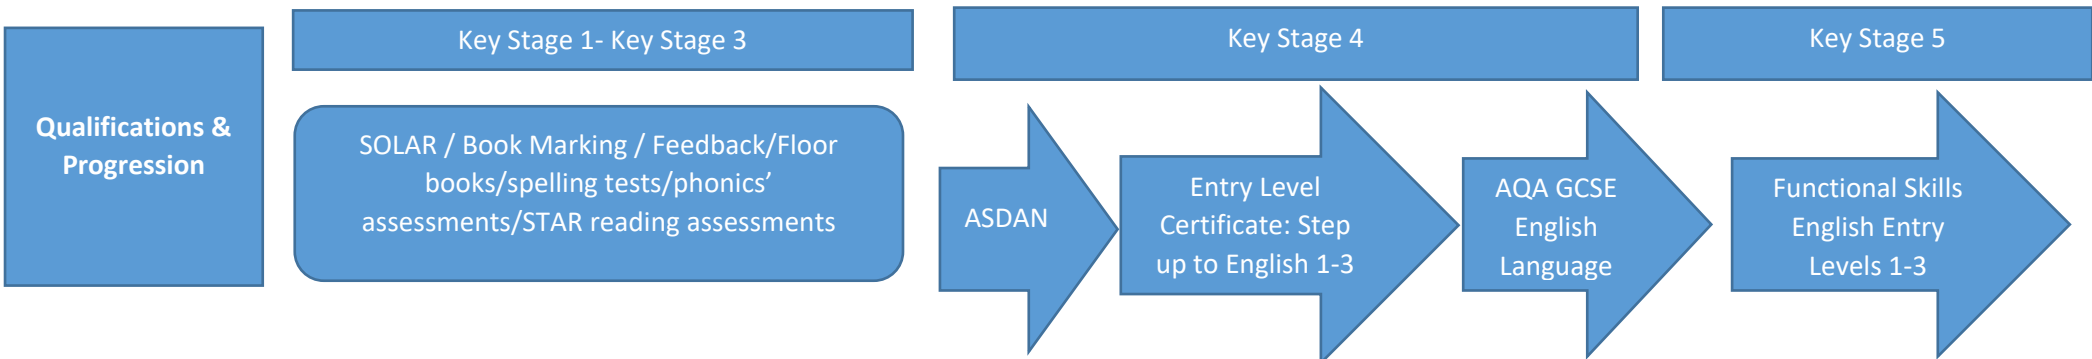 Qualifications &
Progression
Key Stage 1- Key Stage 3
SOLAR / Book Marking / Feedback/Floor
books/spelling tests/phonics’
assessments/STAR reading assessments
Key Stage 4
ASDAN
Entry Level
Certificate: Step
up to English 1-3
AQA GCSE
English
Language
Key Stage 5
Functional Skills
English Entry
Levels 1-3